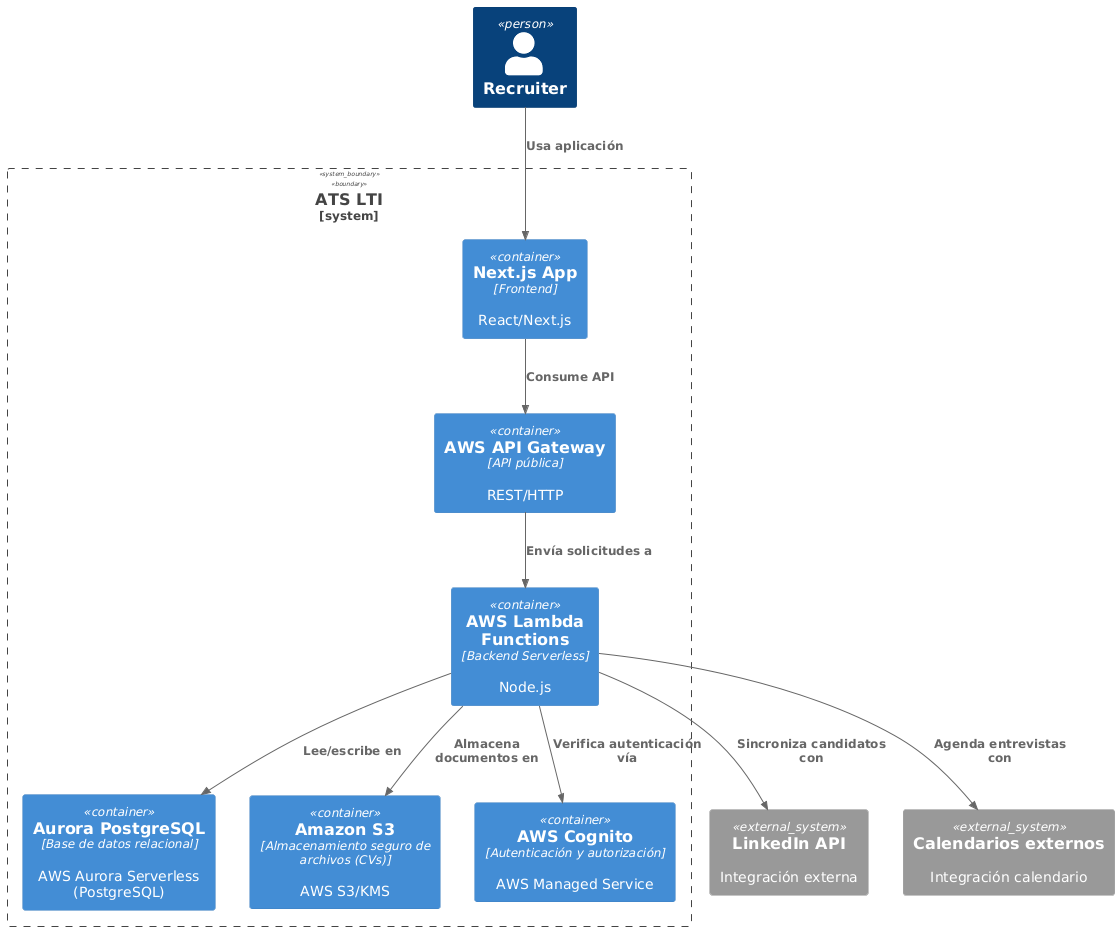 «person»
Recruiter
Usa aplicación
«system_boundary»
«boundary»
ATS LTI
[system]
«container»
Next.js App
[Frontend]
React/Next.js
Consume API
«container»
AWS API Gateway
[API pública]
REST/HTTP
Envía solicitudes a
«container»
AWS Lambda
Functions
[Backend Serverless]
Node.js
Lee/escribe en
Almacena
documentos en
Verifica autenticación
vía
Sincroniza candidatos
con
Agenda entrevistas
con
«container»
Aurora PostgreSQL
[Base de datos relacional]
AWS Aurora Serverless
(PostgreSQL)
«container»
Amazon S3
[Almacenamiento seguro de
archivos (CVs)]
AWS S3/KMS
«container»
AWS Cognito
[Autenticación y autorización]
AWS Managed Service
«external_system»
LinkedIn API
Integración externa
«external_system»
Calendarios externos
Integración calendario